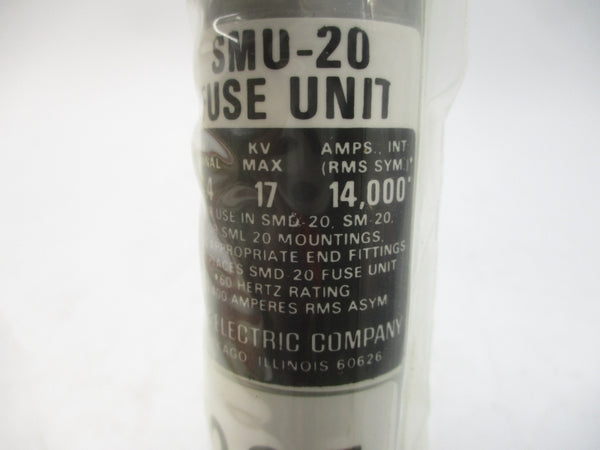 SMU-20
FUSE UNIT
KV AMPS., INT
MAX (RMS SYM.)*
17 14,000*
USE IN SMD-20, SM-20,
SML 20 MOUNTINGS,
APPROPRIATE END FITTINGS
SMD 20 FUSE UNIT
*60 HERTZ RATING
AMPERES RMS ASYM
ELECTRIC COMPANY
ILLINOIS 60626